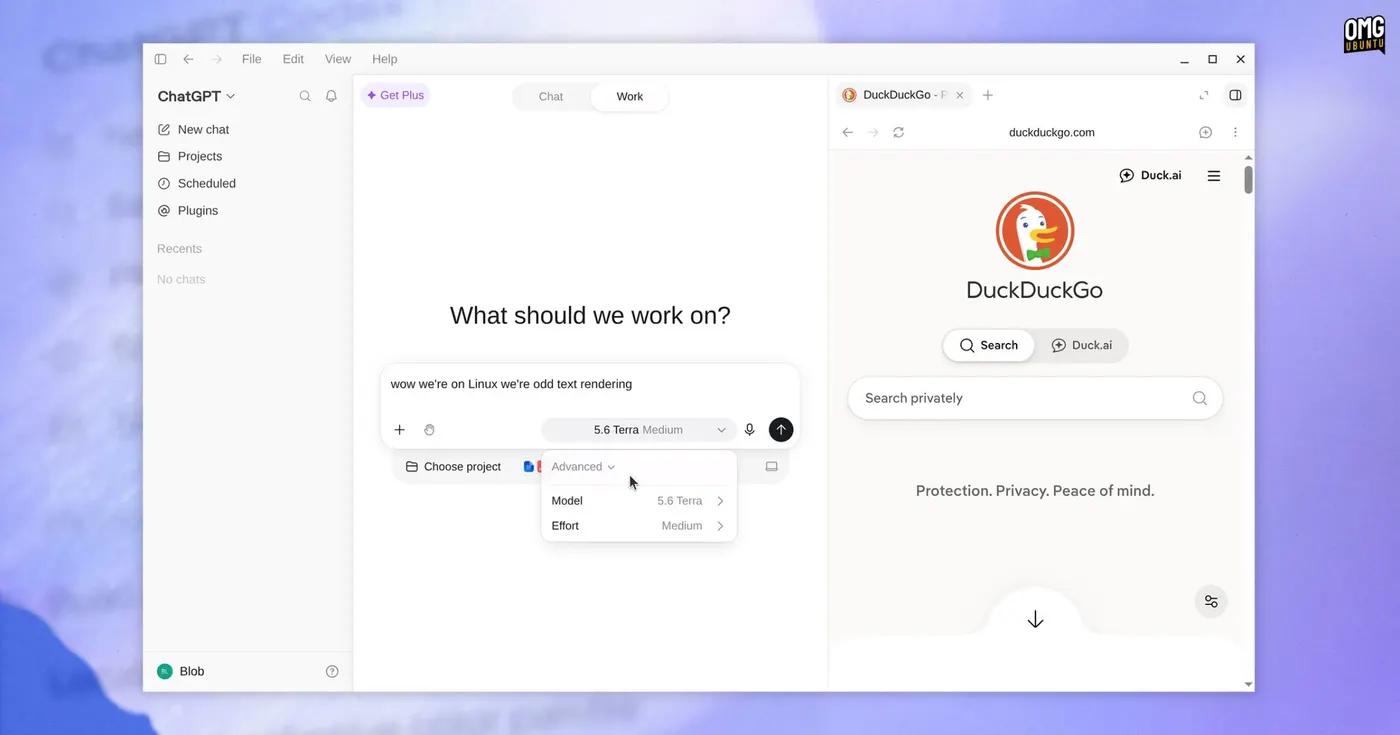 OMG
UBUNTU
File Edit View Help
ChatGPT
New chat
Projects
Scheduled
Plugins
Recents
No chats
Blob
Get Plus
Chat Work
What should we work on?
wow we're on Linux we're odd text rendering
5.6 Terra Medium
Choose project
Advanced
Model 5.6 Terra
Effort Medium
DuckDuckGo -
duckduckgo.com
Duck.ai
DuckDuckGo
Search Duck.ai
Search privately
Protection. Privacy. Peace of mind.